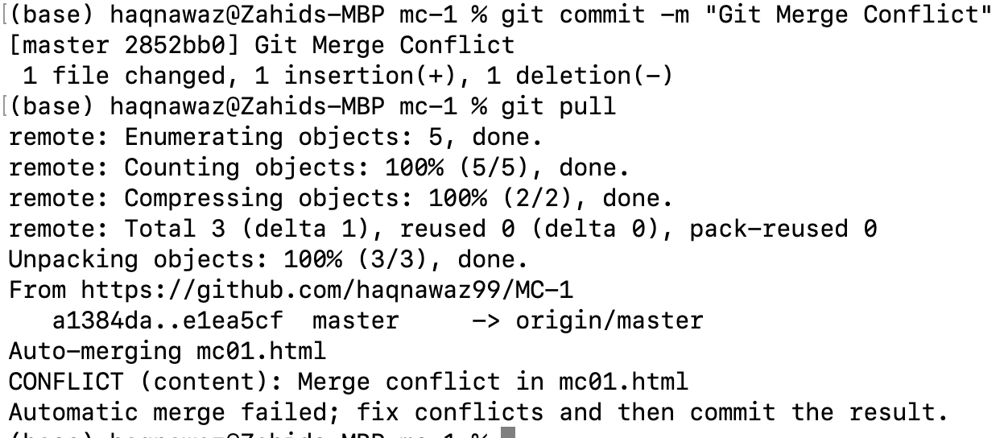 [(base) haqnawaz@Zahids-MBP mc-1 % git commit -m "Git Merge Conflict"
[master 2852bb0] Git Merge Conflict
 1 file changed, 1 insertion(+), 1 deletion(-)
[(base) haqnawaz@Zahids-MBP mc-1 % git pull
remote: Enumerating objects: 5, done.
remote: Counting objects: 100% (5/5), done.
remote: Compressing objects: 100% (2/2), done.
remote: Total 3 (delta 1), reused 0 (delta 0), pack-reused 0
Unpacking objects: 100% (3/3), done.
From https://github.com/haqnawaz99/MC-1
   a1384da..e1ea5cf  master     -> origin/master
Auto-merging mc01.html
CONFLICT (content): Merge conflict in mc01.html
Automatic merge failed; fix conflicts and then commit the result.
(base) haqnawaz@Zahids-MBP mc-1 %